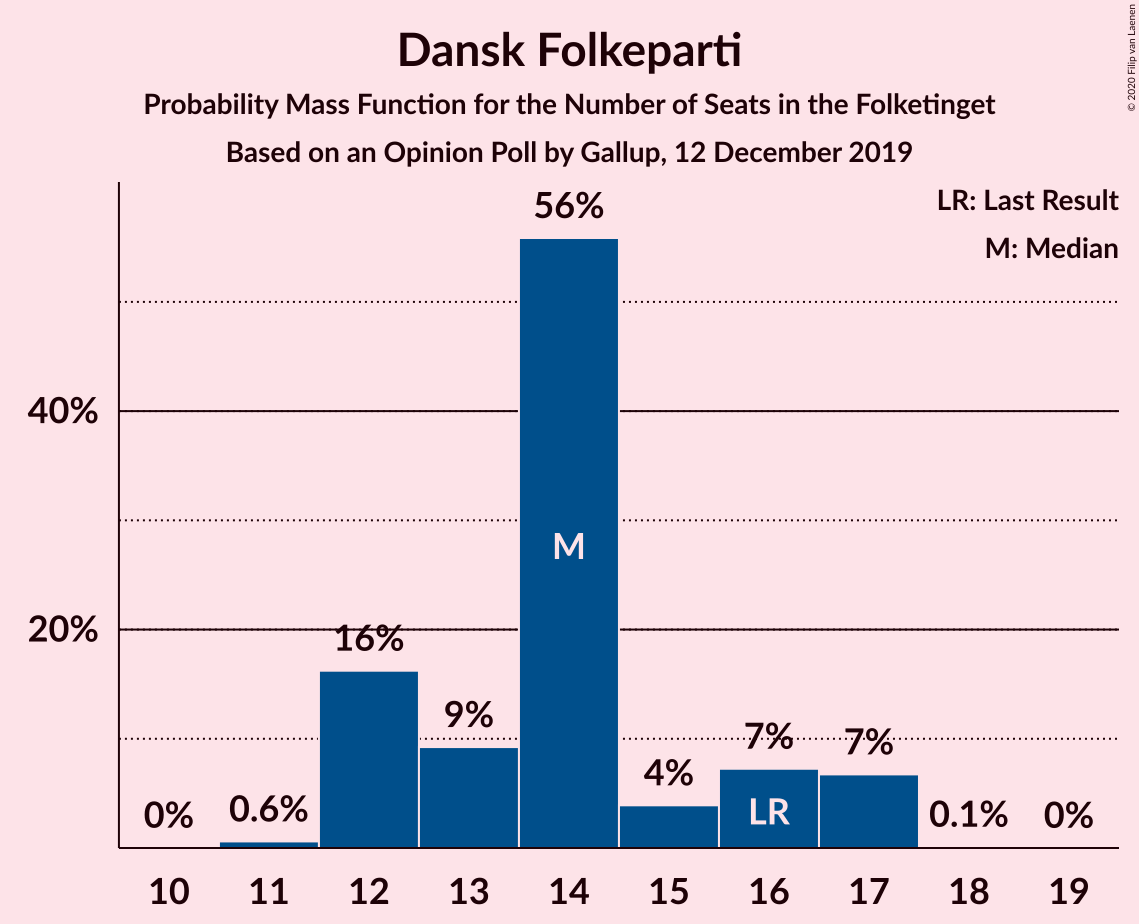 Dansk Folkeparti
Probability Mass Function for the Number of Seats in the Folketinget
Based on an Opinion Poll by Gallup, 12 December 2019
© 2020 Filip van Laenen
LR: Last Result
M: Median
56%
40%
M
20%
16%
9%
7%
7%
4%
LR
0%
0.6%
0.1%
0%
10 11 12 13 14 15 16 17 18 19